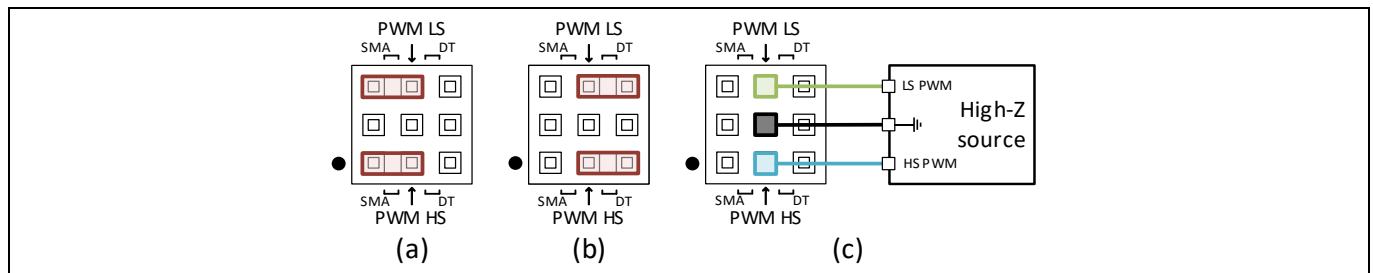 PWM LS
SMA DT
PWM LS
SMA DT
PWM LS
SMA DT
LS PWM
High-Z
source
HS PWM
SMA DT
PWM HS
SMA DT
PWM HS
SMA DT
PWM HS
(a)
(b)
(c)